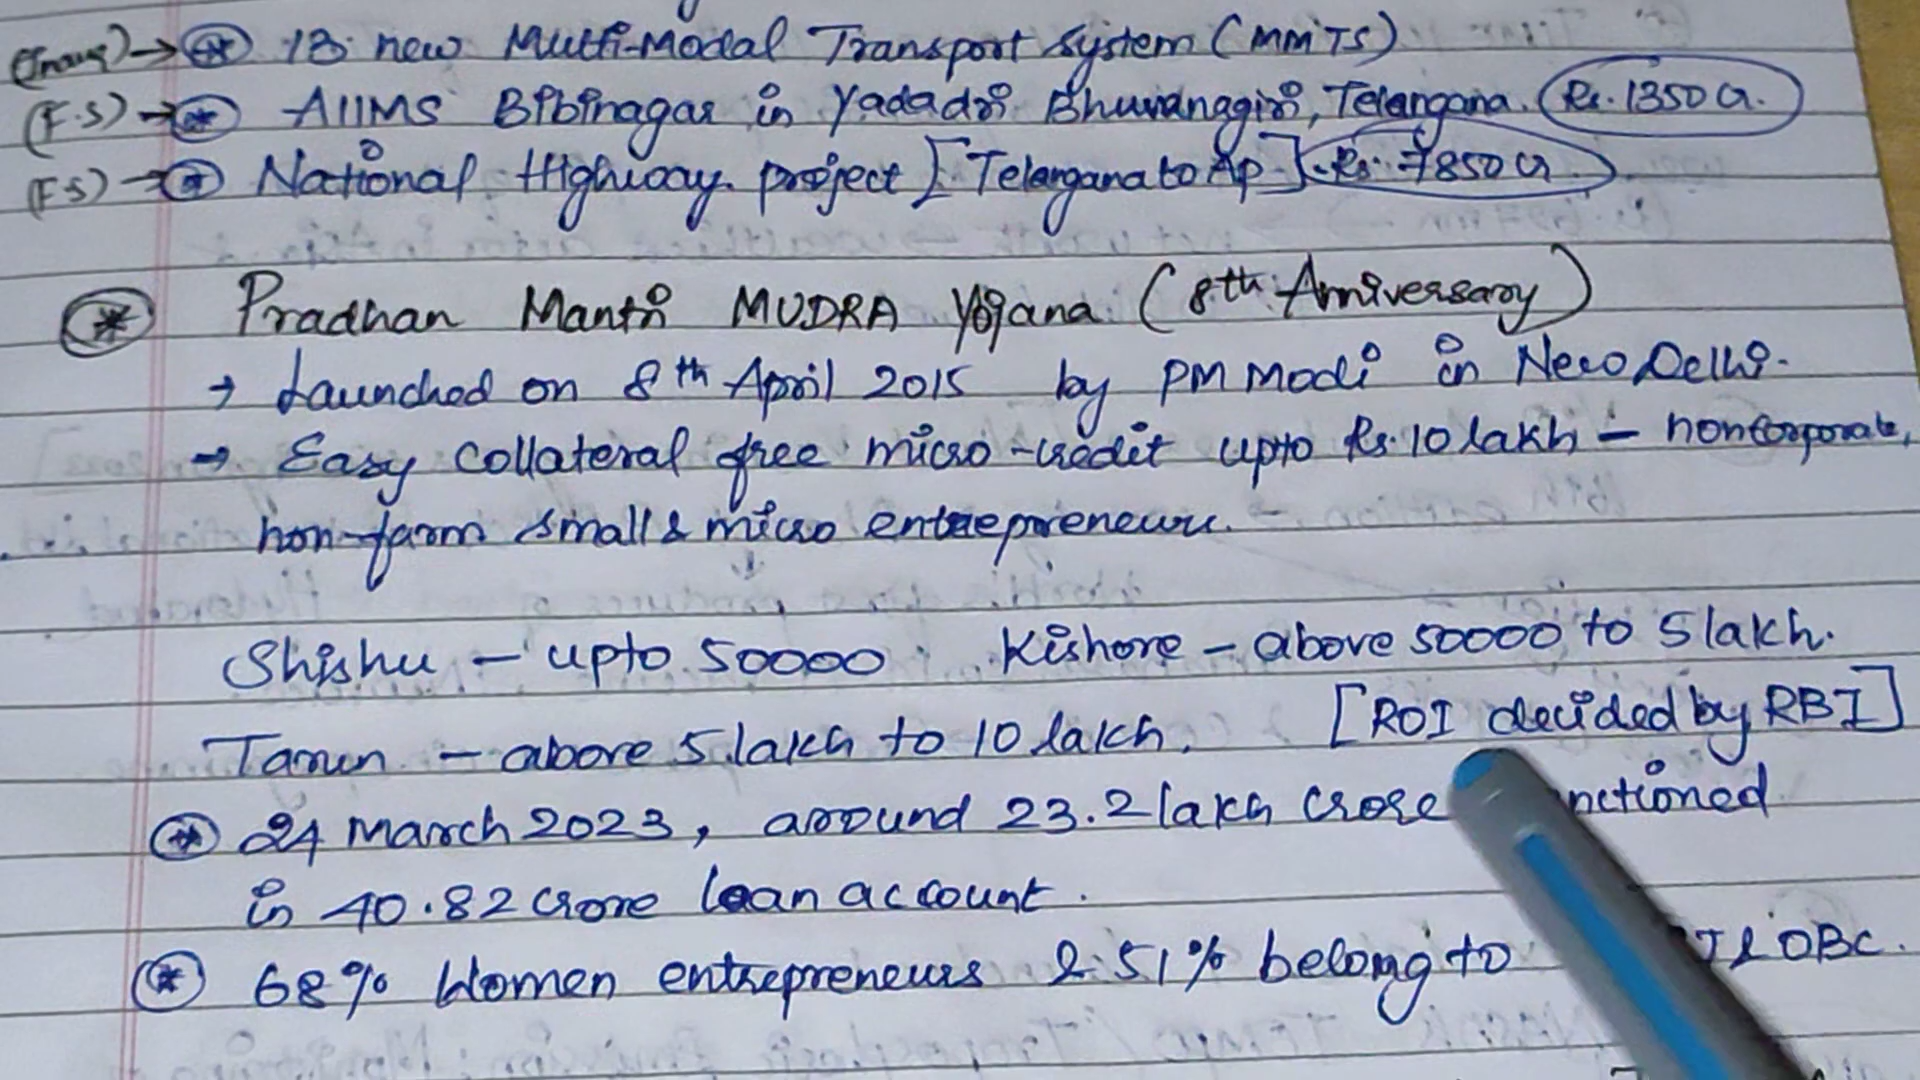 (Inaug) → * 13 new Multi-Modal Transport System (MMTS)
(F.S) → * AIIMS Bibinagar in Yadadri Bhuvanagiri, Telangana. Rs. 1350 Cr.
(F.S) → * National Highway project [Telangana to AP] Rs. 7850 Cr
* Pradhan Mantri MUDRA Yojana (8th Anniversary)
→ Launched on 8th April 2015 by PM Modi in New Delhi.
→ Easy collateral free micro-credit upto Rs. 10 lakh – noncorporate,
non-farm small & micro entrepreneurs.
Shishu – upto 50000 Kishore – above 50000 to 5 lakh.
Tarun – above 5 lakh to 10 lakh. [ROI decided by RBI]
* 24 March 2023, around 23.2 lakh crore nctioned
in 40.82 crore loan account.
* 68% Women entrepreneurs & 51% belong to T & OBC.